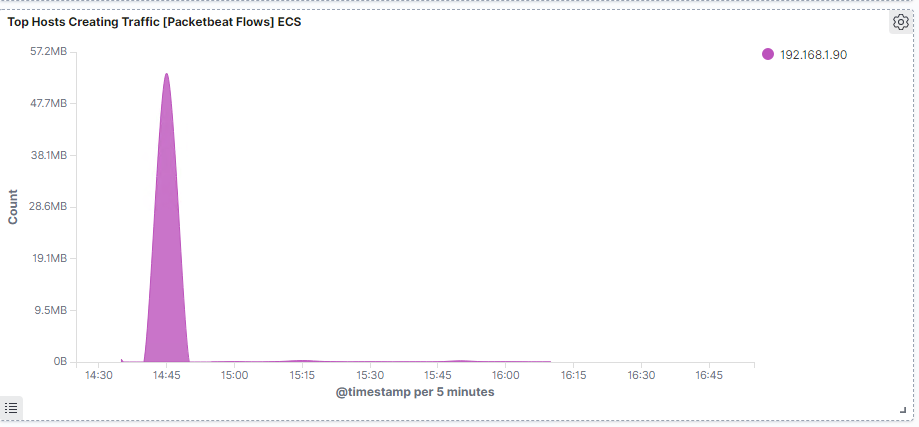 Top Hosts Creating Traffic [Packetbeat Flows] ECS
57.2MB
47.7MB
38.1MB
28.6MB
19.1MB
9.5MB
0B
Count
14:30 14:45 15:00 15:15 15:30 15:45 16:00 16:15 16:30 16:45
@timestamp per 5 minutes
192.168.1.90